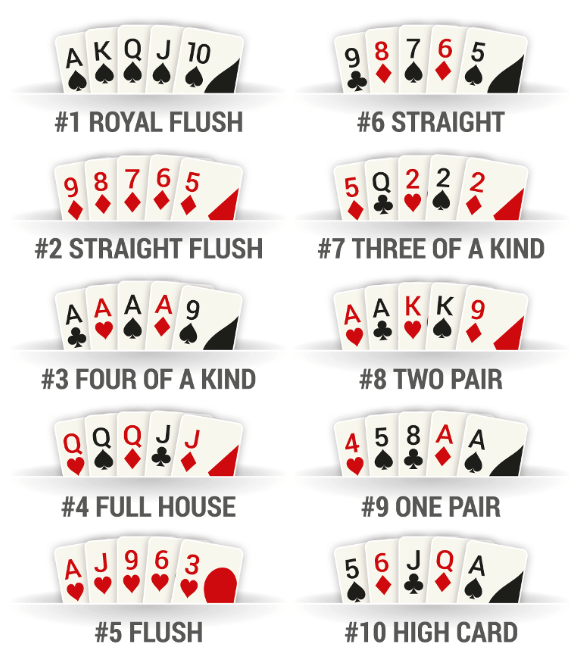 A K Q J 10
#1 ROYAL FLUSH
9 8 7 6 5
#2 STRAIGHT FLUSH
A A A A 9
#3 FOUR OF A KIND
Q Q Q J J
#4 FULL HOUSE
A J 9 6 3
#5 FLUSH
9 8 7 6 5
#6 STRAIGHT
5 Q 2 2 2
#7 THREE OF A KIND
A A K K 9
#8 TWO PAIR
4 5 8 A A
#9 ONE PAIR
5 6 J Q A
#10 HIGH CARD